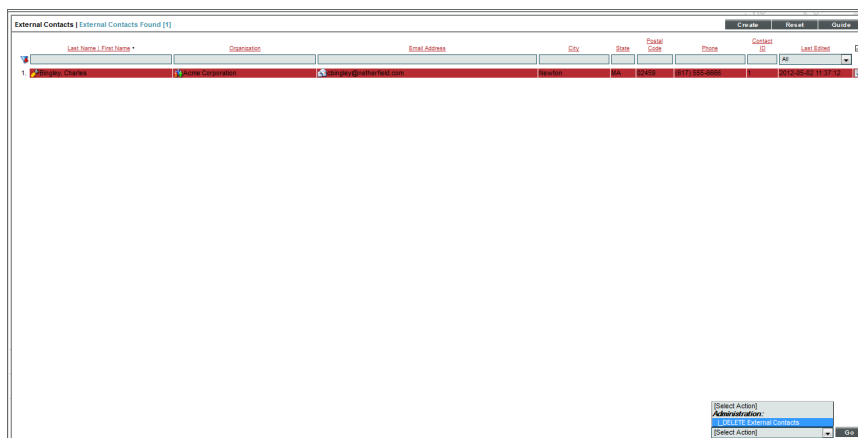 External Contacts | External Contacts Found [1]
Create Reset Guide
Last Name | First Name Organization Email Address City State Postal Code Phone Contact ID Last Edited
All
1. Bingley, Charles Acme Corporation cbingley@netherfield.com Newton MA 02459 (617) 555-6666 1 2012-05-02 11:37:12
[Select Action]
Administration:
|_DELETE External Contacts
[Select Action] Go